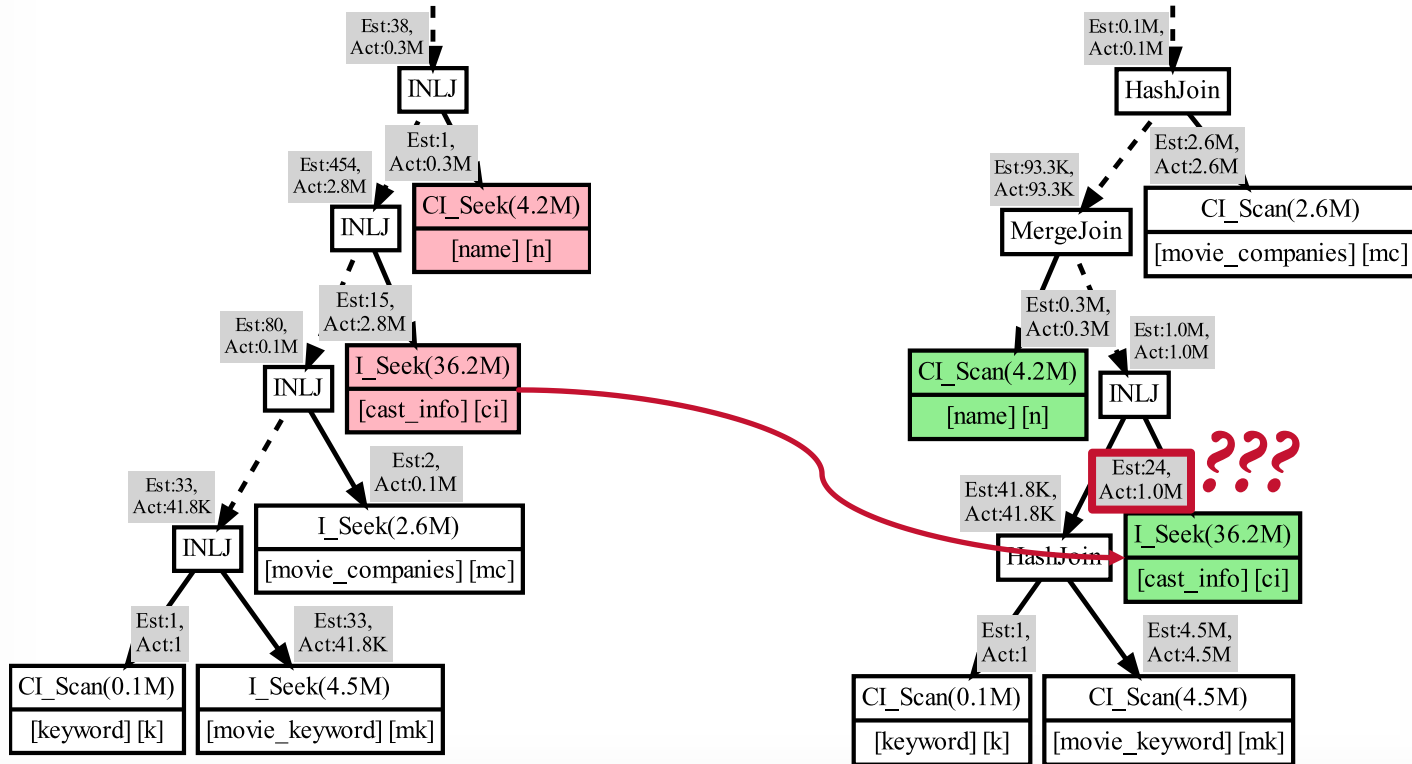 Est:38,
Act:0.3M
INLJ
Est:1,
Act:0.3M
Est:454,
Act:2.8M
CI_Seek(4.2M)
[name] [n]
INLJ
Est:15,
Act:2.8M
Est:80,
Act:0.1M
I_Seek(36.2M)
[cast_info] [ci]
INLJ
Est:2,
Act:0.1M
Est:33,
Act:41.8K
I_Seek(2.6M)
[movie_companies] [mc]
INLJ
Est:1,
Act:1
Est:33,
Act:41.8K
CI_Scan(0.1M)
[keyword] [k]
I_Seek(4.5M)
[movie_keyword] [mk]
Est:0.1M,
Act:0.1M
HashJoin
Est:2.6M,
Act:2.6M
Est:93.3K,
Act:93.3K
CI_Scan(2.6M)
[movie_companies] [mc]
MergeJoin
Est:0.3M,
Act:0.3M
Est:1.0M,
Act:1.0M
CI_Scan(4.2M)
[name] [n]
INLJ
Est:24,
Act:1.0M
???
Est:41.8K,
Act:41.8K
I_Seek(36.2M)
[cast_info] [ci]
HashJoin
Est:1,
Act:1
Est:4.5M,
Act:4.5M
CI_Scan(0.1M)
[keyword] [k]
CI_Scan(4.5M)
[movie_keyword] [mk]